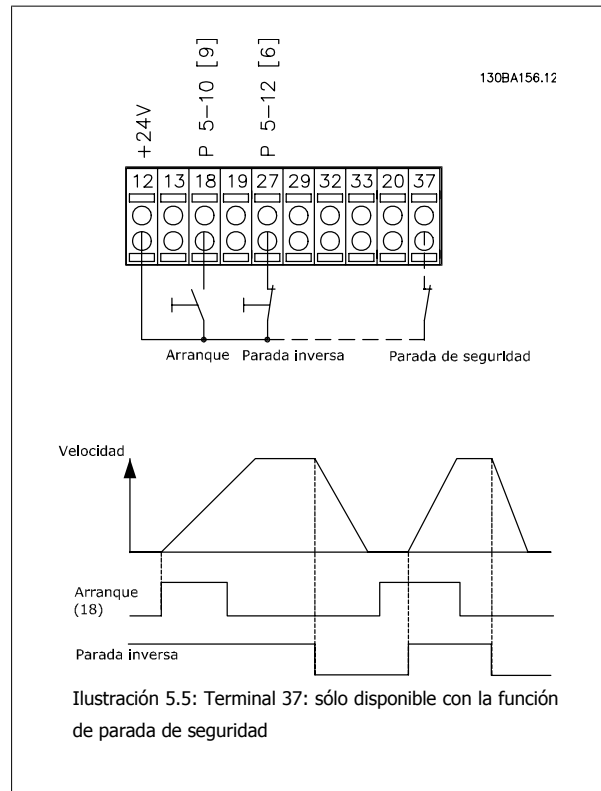 130BA156.12
+24V
P 5-10 [9]
P 5-12 [6]
12 13 18 19 27 29 32 33 20 37
Arranque Parada inversa Parada de seguridad
Velocidad
Arranque
(18)
Parada inversa
Ilustración 5.5: Terminal 37: sólo disponible con la función
de parada de seguridad